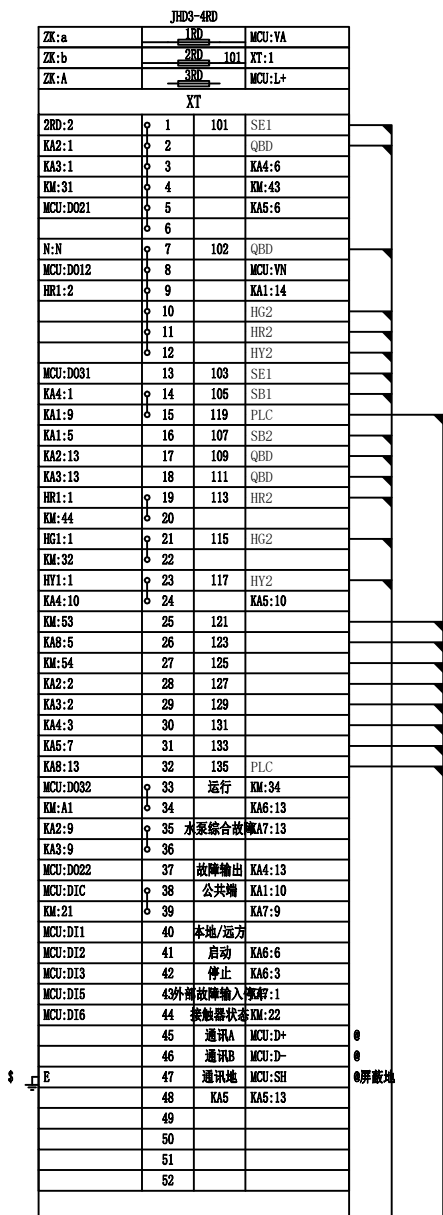 JHD3-4RD
ZK:a 1RD MCU:VA
ZK:b 2RD 101 XT:1
ZK:A 3RD MCU:L+
XT
2RD:2 1 101 SE1
KA2:1 2 QBD
KA3:1 3 KA4:6
KM:31 4 KM:43
MCU:DO21 5 KA5:6
6
N:N 7 102 QBD
MCU:DO12 8 MCU:VN
HR1:2 9 KA1:14
10 HG2
11 HR2
12 HY2
MCU:DO31 13 103 SE1
KA4:1 14 105 SB1
KA1:9 15 119 PLC
KA1:5 16 107 SB2
KA2:13 17 109 QBD
KA3:13 18 111 QBD
HR1:1 19 113 HR2
KM:44 20
HG1:1 21 115 HG2
KM:32 22
HY1:1 23 117 HY2
KA4:10 24 KA5:10
KM:53 25 121
KA8:5 26 123
KM:54 27 125
KA2:2 28 127
KA3:2 29 129
KA4:3 30 131
KA5:7 31 133
KA8:13 32 135 PLC
MCU:DO32 33 运行 KM:34
KM:A1 34 KA6:13
KA2:9 35 水泵综合故障 KA7:13
KA3:9 36
MCU:DO22 37 故障输出 KA4:13
MCU:DIC 38 公共端 KA1:10
KM:21 39 KA7:9
MCU:DI1 40 本地/远方
MCU:DI2 41 启动 KA6:6
MCU:DI3 42 停止 KA6:3
MCU:DI5 43 外部故障输入 :1
MCU:DI6 44 接触器状态 KM:22
45 通讯A MCU:D+ @
46 通讯B MCU:D- @
$ E 47 通讯地 MCU:SH @屏蔽地
48 KA5 KA5:13
49
50
51
52